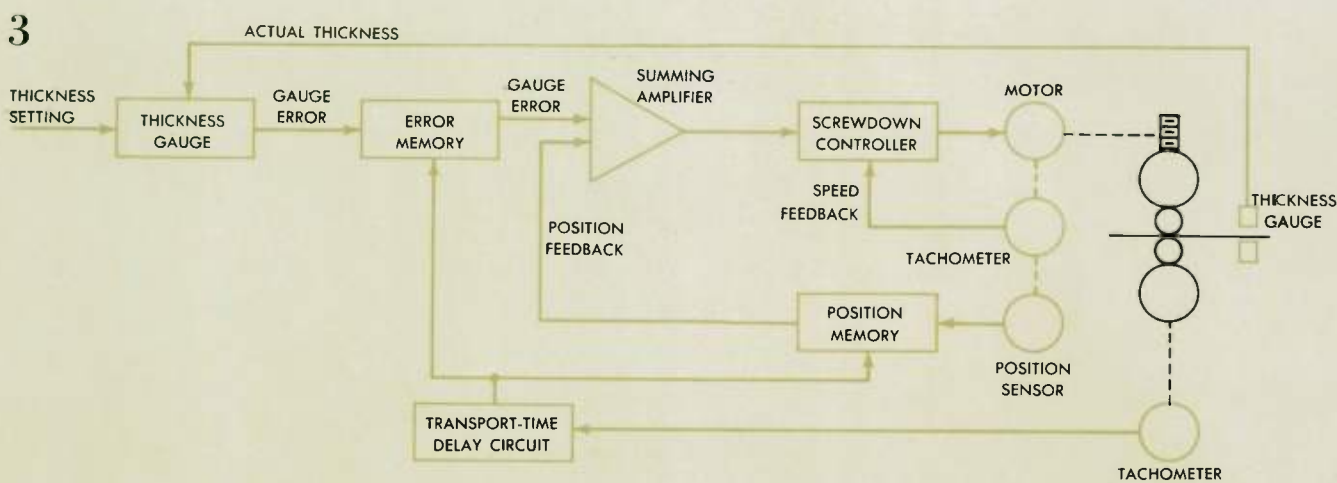 3
ACTUAL THICKNESS
THICKNESS
SETTING
THICKNESS
GAUGE
GAUGE
ERROR
ERROR
MEMORY
GAUGE
ERROR
SUMMING
AMPLIFIER
SCREWDOWN
CONTROLLER
MOTOR
THICKNESS
GAUGE
SPEED
FEEDBACK
POSITION
FEEDBACK
TACHOMETER
POSITION
MEMORY
POSITION
SENSOR
TRANSPORT-TIME
DELAY CIRCUIT
TACHOMETER